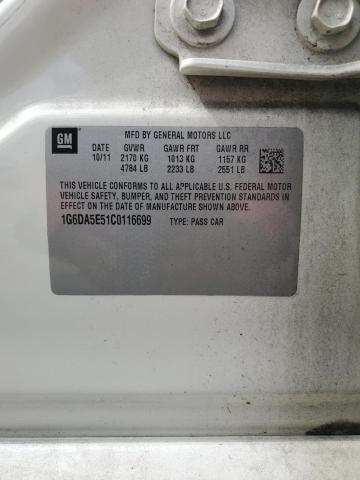 GM
MFD BY GENERAL MOTORS LLC
DATE GVWR GAWR FRT GAWR RR
10/11 2170 KG 1013 KG 1157 KG
4784 LB 2233 LB 2551 LB
THIS VEHICLE CONFORMS TO ALL APPLICABLE U.S. FEDERAL MOTOR
VEHICLE SAFETY, BUMPER, AND THEFT PREVENTION STANDARDS IN
EFFECT ON THE DATE OF MANUFACTURE SHOWN ABOVE.
1G6DA5E51C0116699 TYPE: PASS CAR